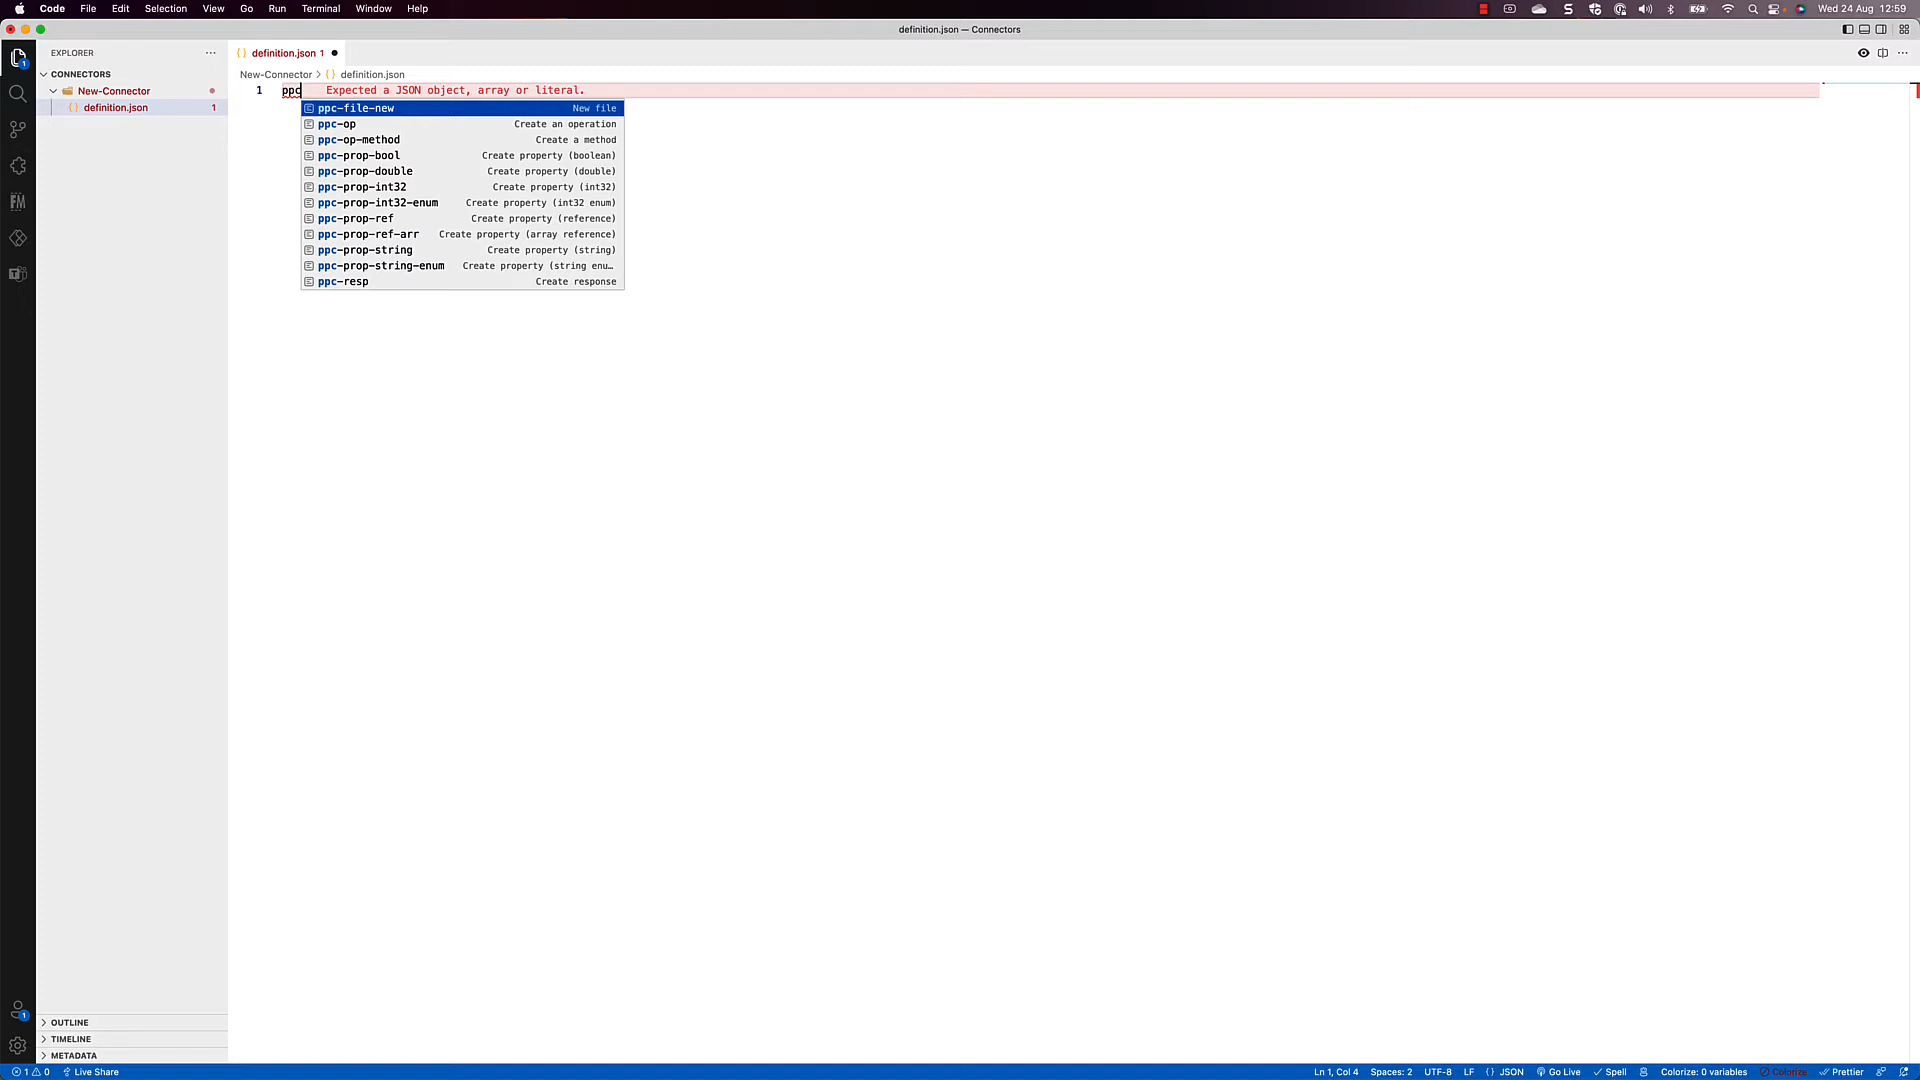 Code File Edit Selection View Go Run Terminal Window Help Wed 24 Aug 12:59
definition.json — Connectors
EXPLORER
definition.json 1
CONNECTORS
New-Connector > definition.json
New-Connector
definition.json 1
1 ppc Expected a JSON object, array or literal.
ppc-file-new New file
ppc-op Create an operation
ppc-op-method Create a method
ppc-prop-bool Create property (boolean)
ppc-prop-double Create property (double)
ppc-prop-int32 Create property (int32)
ppc-prop-int32-enum Create property (int32 enum)
ppc-prop-ref Create property (reference)
ppc-prop-ref-arr Create property (array reference)
ppc-prop-string Create property (string)
ppc-prop-string-enum Create property (string enu…
ppc-resp Create response
1
FM
1
OUTLINE
TIMELINE
METADATA
1 0 Live Share Ln 1, Col 4 Spaces: 2 UTF-8 LF {} JSON Go Live Spell Colorize: 0 variables Colorize Prettier